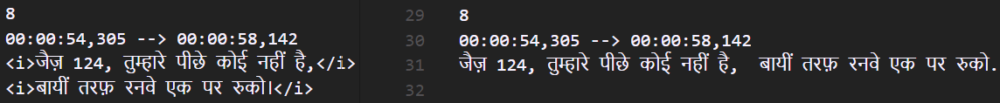 8
00:00:54,305 --> 00:00:58,142
<i>जैज़ 124, तुम्हारे पीछे कोई नहीं है,</i>
<i>बायीं तरफ़ रनवे एक पर रुको।</i>
29 8
30 00:00:54,305 --> 00:00:58,142
31 जैज़ 124, तुम्हारे पीछे कोई नहीं है,  बायीं तरफ़ रनवे एक पर रुको.
32